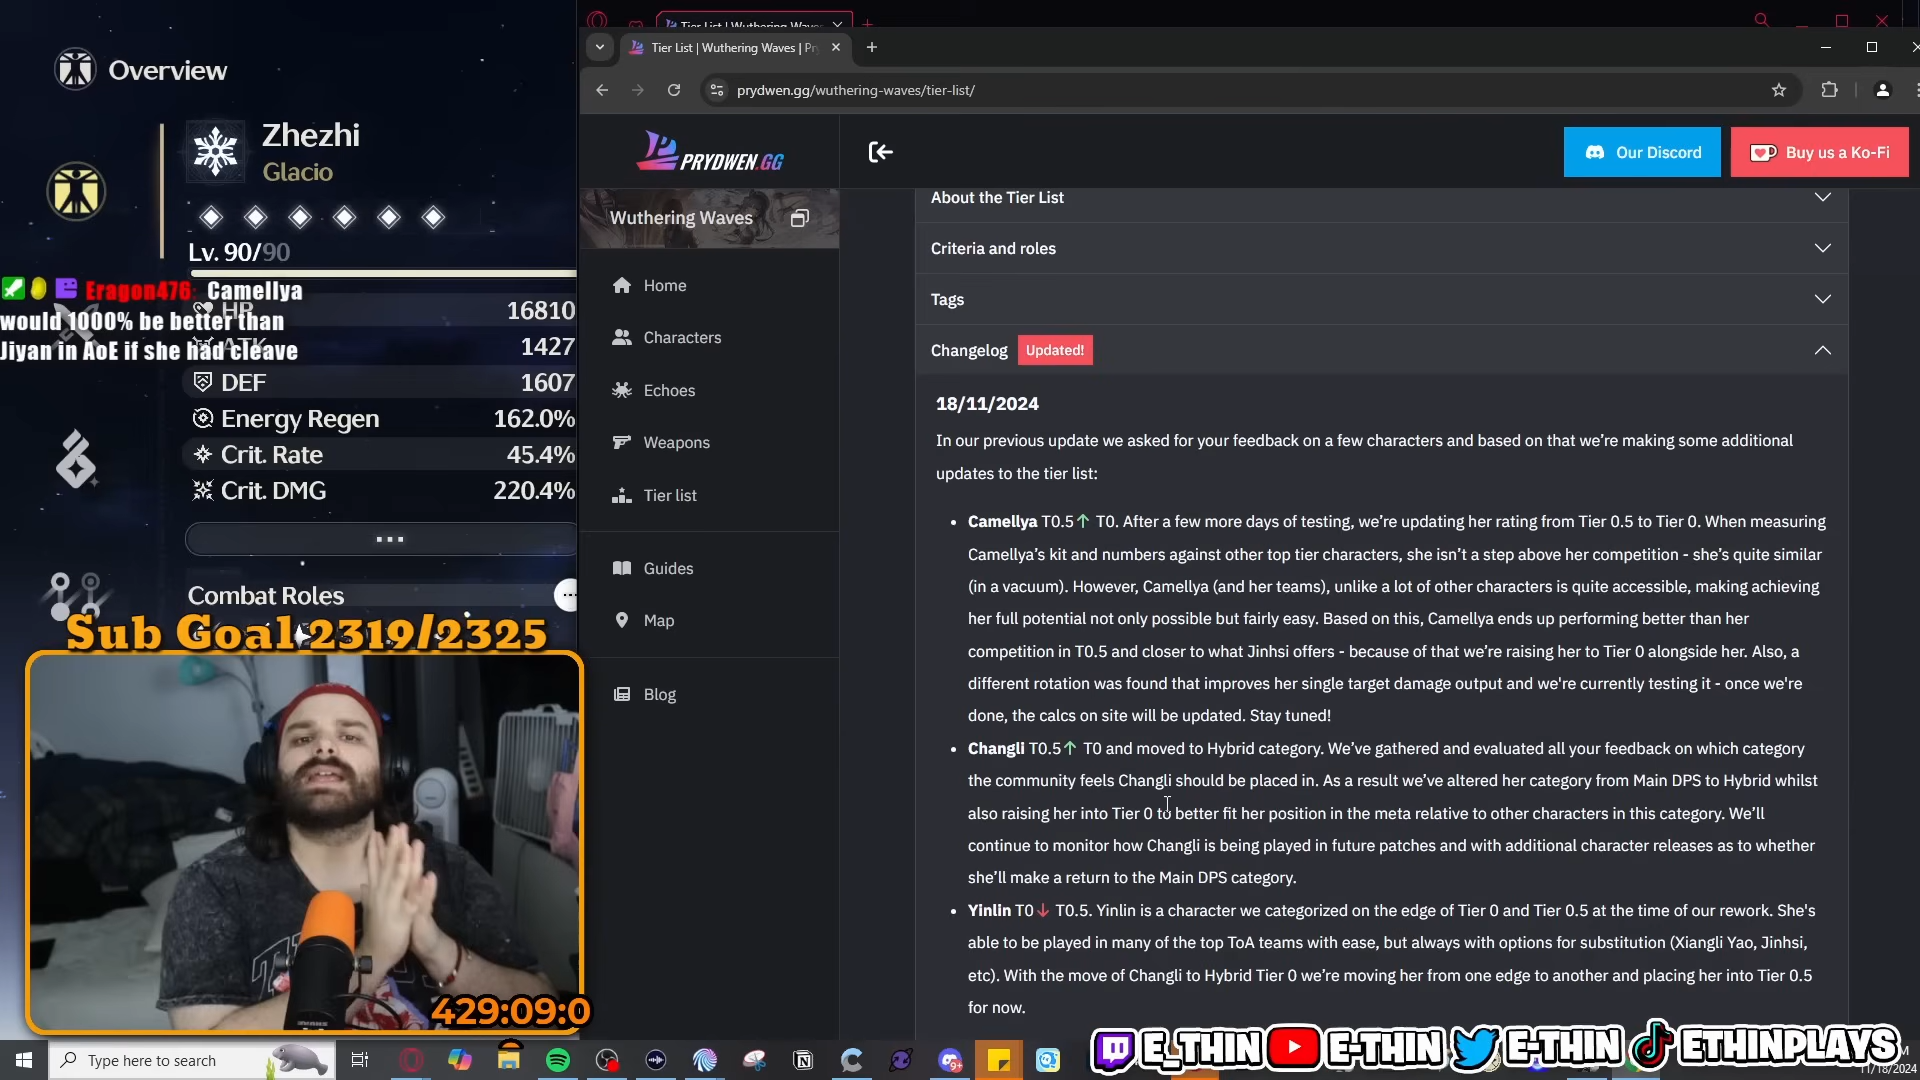 Overview
Zhezhi
Glacio
Lv. 90/90
Eragon476: Camellya
would 1000% be better than
Jiyan in AoE if she had cleave
HP 16810
ATK 1427
DEF 1607
Energy Regen 162.0%
Crit. Rate 45.4%
Crit. DMG 220.4%
...
Combat Roles
Sub Goal 2319/2325
429:09:0
Tier List | Wuthering Wave
Tier List | Wuthering Waves | Pr
prydwen.gg/wuthering-waves/tier-list/
PRYDWEN.GG
Our Discord
Buy us a Ko-Fi
Wuthering Waves
Home
Characters
Echoes
Weapons
Tier list
Guides
Map
Blog
About the Tier List
Criteria and roles
Tags
Changelog Updated!
18/11/2024
In our previous update we asked for your feedback on a few characters and based on that we’re making some additional
updates to the tier list:
• Camellya T0.5↑ T0. After a few more days of testing, we’re updating her rating from Tier 0.5 to Tier 0. When measuring
Camellya’s kit and numbers against other top tier characters, she isn’t a step above her competition - she’s quite similar
(in a vacuum). However, Camellya (and her teams), unlike a lot of other characters is quite accessible, making achieving
her full potential not only possible but fairly easy. Based on this, Camellya ends up performing better than her
competition in T0.5 and closer to what Jinhsi offers - because of that we’re raising her to Tier 0 alongside her. Also, a
different rotation was found that improves her single target damage output and we're currently testing it - once we're
done, the calcs on site will be updated. Stay tuned!
• Changli T0.5↑ T0 and moved to Hybrid category. We’ve gathered and evaluated all your feedback on which category
the community feels Changli should be placed in. As a result we’ve altered her category from Main DPS to Hybrid whilst
also raising her into Tier 0 to better fit her position in the meta relative to other characters in this category. We’ll
continue to monitor how Changli is being played in future patches and with additional character releases as to whether
she’ll make a return to the Main DPS category.
• Yinlin T0↓ T0.5. Yinlin is a character we categorized on the edge of Tier 0 and Tier 0.5 at the time of our rework. She's
able to be played in many of the top ToA teams with ease, but always with options for substitution (Xiangli Yao, Jinhsi,
etc). With the move of Changli to Hybrid Tier 0 we’re moving her from one edge to another and placing her into Tier 0.5
for now.
Type here to search
E_THIN E-THIN E-THIN ETHINPLAYS
11/18/2024